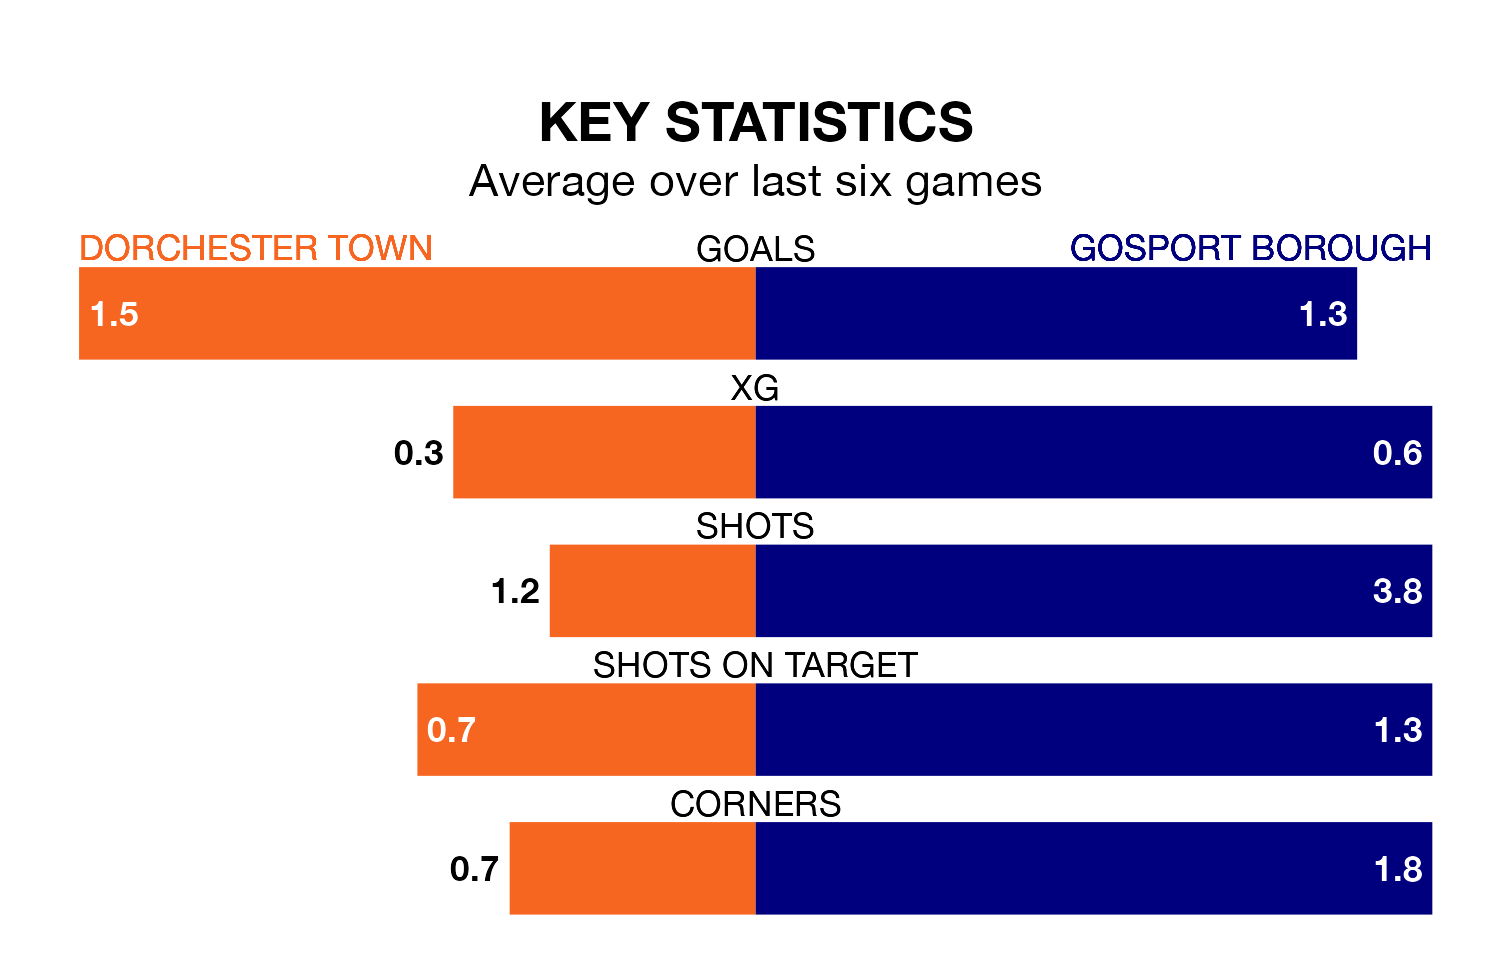 KEY STATISTICS
Average over last six games
DORCHESTER TOWN GOALS GOSPORT BOROUGH
1.5 1.3
XG
0.3 0.6
SHOTS
1.2 3.8
SHOTS ON TARGET
0.7 1.3
CORNERS
0.7 1.8